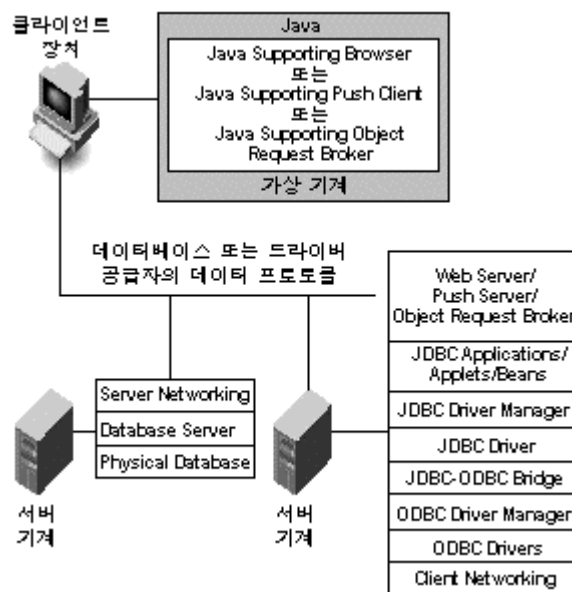 클라이언트
장치
Java
Java Supporting Browser
또는
Java Supporting Push Client
또는
Java Supporting Object
Request Broker
가상 기계
데이터베이스 또는 드라이버
공급자의 데이터 프로토콜
Server Networking
Database Server
Physical Database
서버
기계
서버
기계
Web Server/
Push Server/
Object Request Broker
JDBC Applications/
Applets/Beans
JDBC Driver Manager
JDBC Driver
JDBC-ODBC Bridge
ODBC Driver Manager
ODBC Drivers
Client Networking